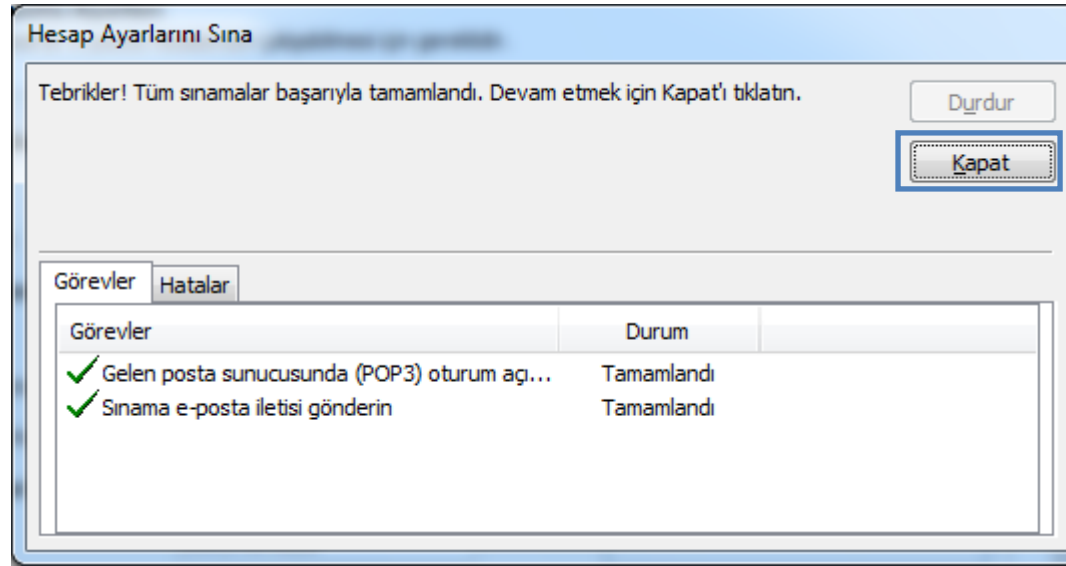 Hesap Ayarlarını Sına
Tebrikler! Tüm sınamalar başarıyla tamamlandı. Devam etmek için Kapat'ı tıklatın.
Durdur
Kapat
Görevler Hatalar
Görevler Durum
Gelen posta sunucusunda (POP3) oturum açı... Tamamlandı
Sınama e-posta iletisi gönderin Tamamlandı